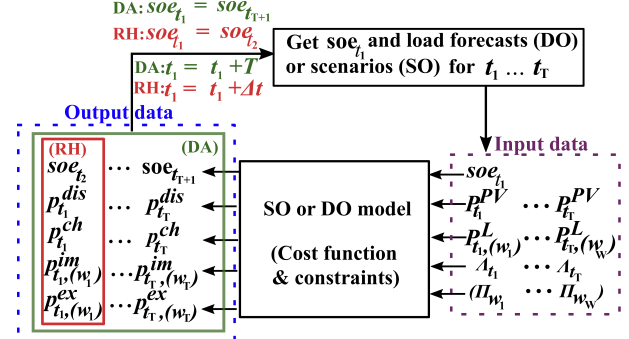 DA: soe_{t_1} = soe_{t_{T+1}}
RH: soe_{t_1} = soe_{t_2}
DA: t_1 = t_1 + T
RH: t_1 = t_1 + Δt
Get soe_{t_1} and load forecasts (DO)
or scenarios (SO) for t_1 ... t_T
Output data
(RH) (DA)
soe_{t_2} ... soe_{t_{T+1}}
p_{t_1}^{dis} ... p_{t_T}^{dis}
p_{t_1}^{ch} ... p_{t_T}^{ch}
p_{t_1,(w_1)}^{im} ... p_{t_T,(w_T)}^{im}
p_{t_1,(w_1)}^{ex} ... p_{t_T,(w_T)}^{ex}
SO or DO model
(Cost function
& constraints)
Input data
soe_{t_1}
P_{t_1}^{PV} ... P_{t_T}^{PV}
P_{t_1,(w_1)}^{L} ... P_{t_T,(w_W)}^{L}
Λ_{t_1} ... Λ_{t_T}
(Π_{w_1} ... Π_{w_W})